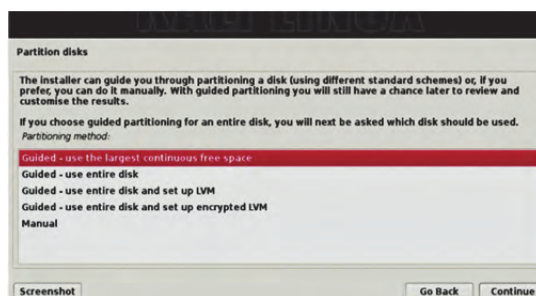 KALI LINUX
Partition disks
The installer can guide you through partitioning a disk (using different standard schemes) or, if you
prefer, you can do it manually. With guided partitioning you will still have a chance later to review and
customise the results.
If you choose guided partitioning for an entire disk, you will next be asked which disk should be used.
Partitioning method:
Guided - use the largest continuous free space
Guided - use entire disk
Guided - use entire disk and set up LVM
Guided - use entire disk and set up encrypted LVM
Manual
Screenshot
Go Back
Continue